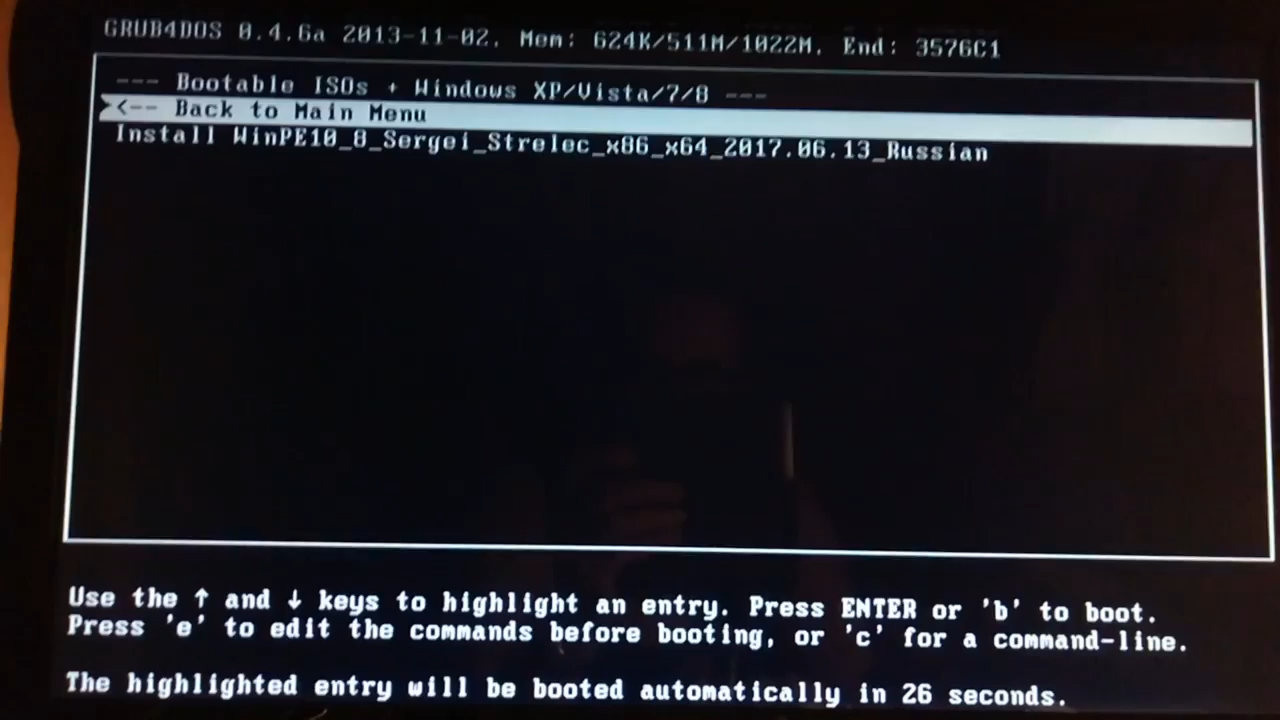 GRUB4DOS 0.4.6a 2013-11-02, Mem: 624K/511M/1022M, End: 3576C1
--- Bootable ISOs + Windows XP/Vista/7/8 ---
<-- Back to Main Menu
Install WinPE10_8_Sergei_Strelec_x86_x64_2017.06.13_Russian
Use the ↑ and ↓ keys to highlight an entry. Press ENTER or 'b' to boot.
Press 'e' to edit the commands before booting, or 'c' for a command-line.
The highlighted entry will be booted automatically in 26 seconds.